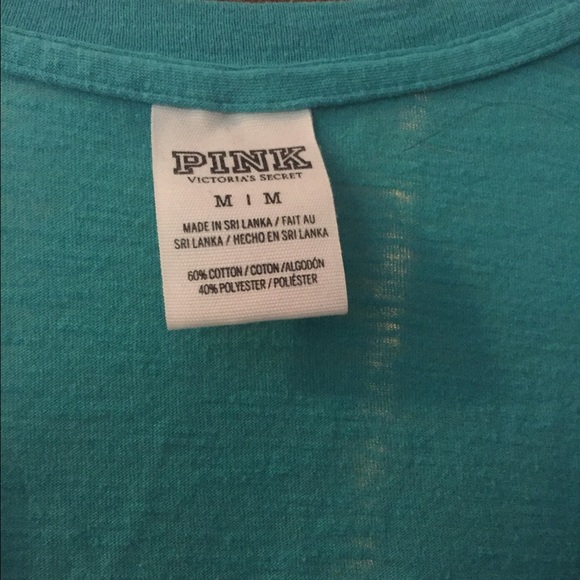 PINK
VICTORIA'S SECRET
M | M
MADE IN SRI LANKA / FAIT AU
SRI LANKA / HECHO EN SRI LANKA
60% COTTON / COTON / ALGODÓN
40% POLYESTER / POLIÉSTER